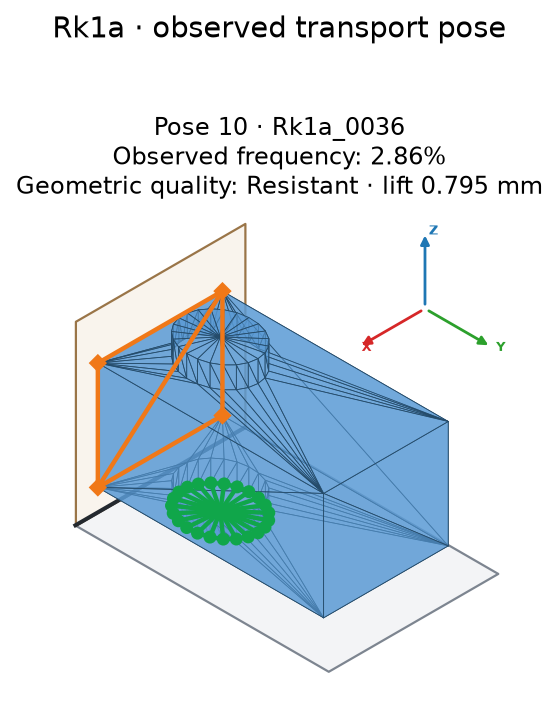 Rk1a · observed transport pose
Pose 10 · Rk1a_0036
Observed frequency: 2.86%
Geometric quality: Resistant · lift 0.795 mm
Z
X
Y